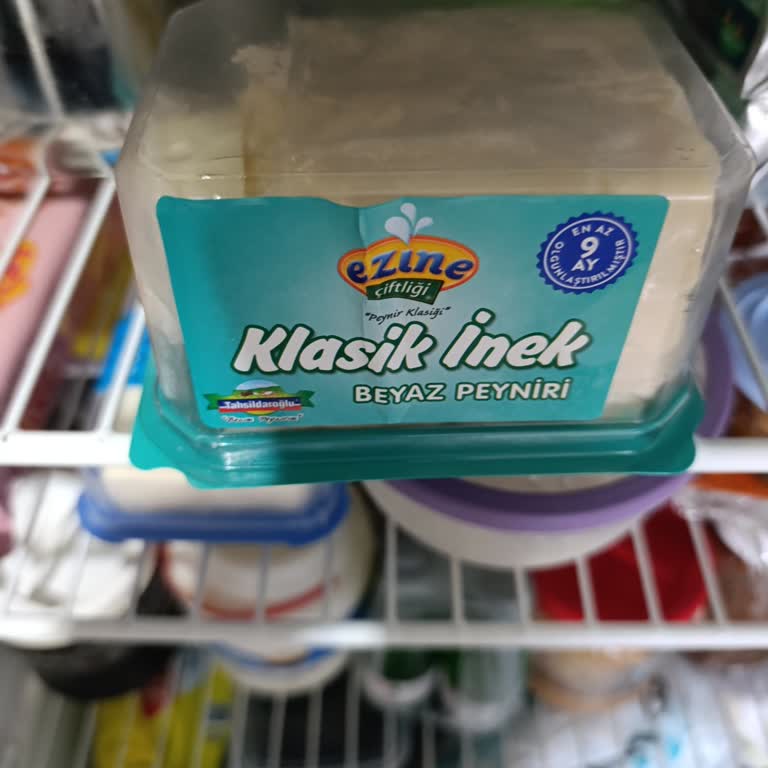 ezine
çiftliği
"Peynir Klasiği"
Klasik İnek
BEYAZ PEYNİRİ
EN AZ
9
AY
OLGUNLAŞTIRILMIŞTIR
Tahsildaroğlu